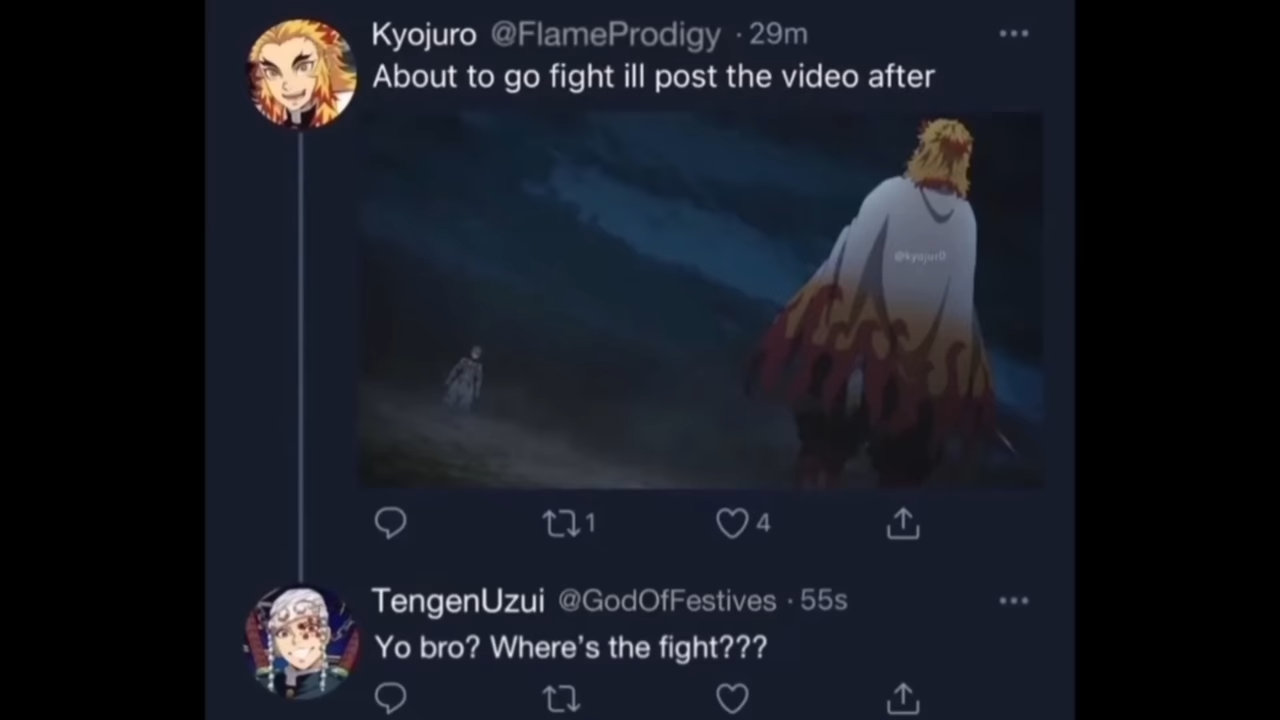 Kyojuro @FlameProdigy · 29m
About to go fight ill post the video after
@kyojur0
1
4
TengenUzui @GodOfFestives · 55s
Yo bro? Where's the fight???